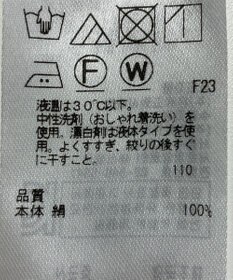 F W F23
液温は30℃以下。
中性洗剤（おしゃれ着洗い）を
使用。漂白剤は液体タイプを使
用。よくすすぎ、絞りの後すぐ
に干すこと。
110
品質
本体 絹 100%